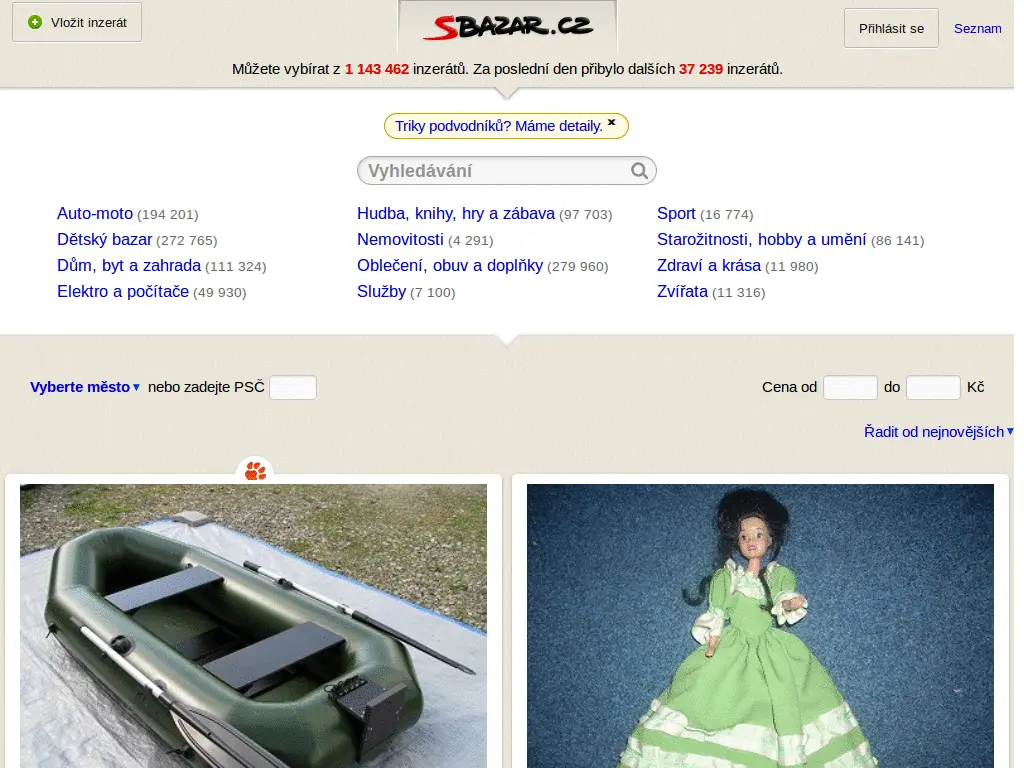 Vložit inzerát
SBAZAR.CZ
Přihlásit se
Seznam
Můžete vybírat z 1 143 462 inzerátů. Za poslední den přibylo dalších 37 239 inzerátů.
Triky podvodníků? Máme detaily. ×
Vyhledávání
Auto-moto (194 201)
Hudba, knihy, hry a zábava (97 703)
Sport (16 774)
Dětský bazar (272 765)
Nemovitosti (4 291)
Starožitnosti, hobby a umění (86 141)
Dům, byt a zahrada (111 324)
Oblečení, obuv a doplňky (279 960)
Zdraví a krása (11 980)
Elektro a počítače (49 930)
Služby (7 100)
Zvířata (11 316)
Vyberte město ▾ nebo zadejte PSČ
Cena od do Kč
Řadit od nejnovějších ▾